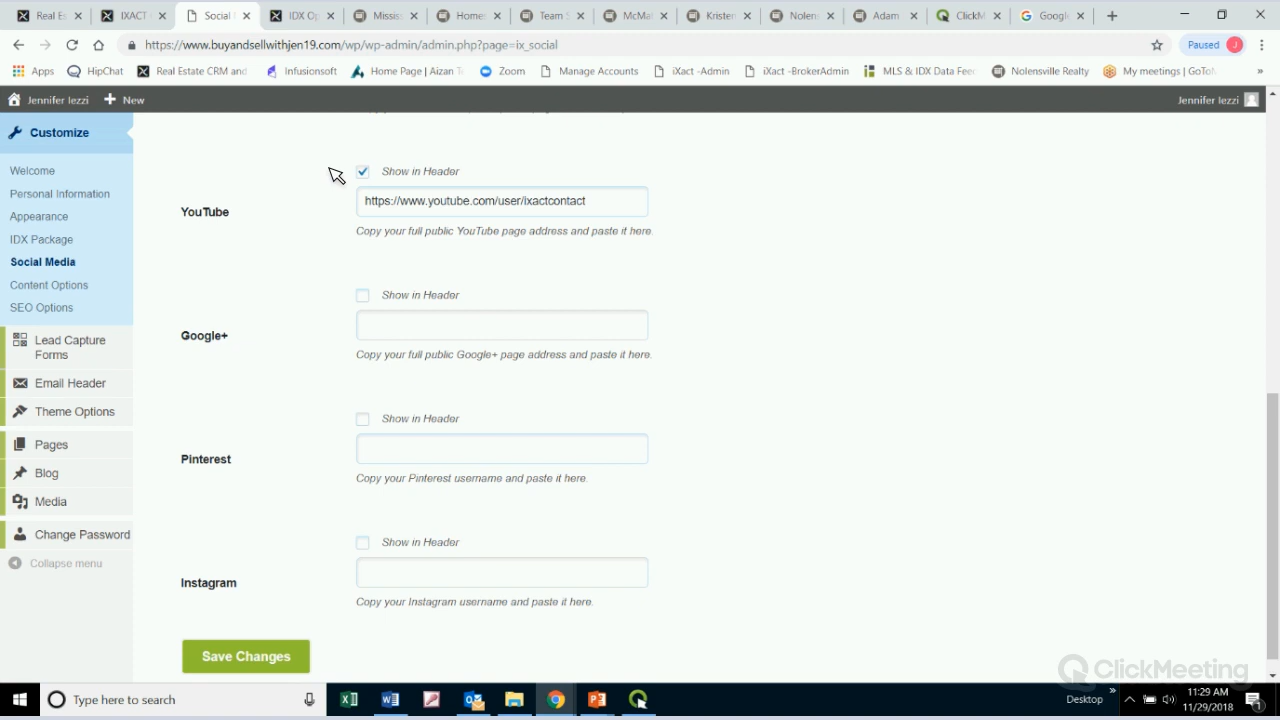 Real Es
IXACT
Social
IDX Op
Mississ
Homes
Team S
McMat
Kristen
Nolens
Adam
ClickM
Google
https://www.buyandsellwithjen19.com/wp/wp-admin/admin.php?page=ix_social
Paused
J
Apps
HipChat
Real Estate CRM and
Infusionsoft
Home Page | Aizan T
Zoom
Manage Accounts
iXact -Admin
iXact -BrokerAdmin
MLS & IDX Data Fee
Nolensville Realty
My meetings | GoTo
»
Jennifer Iezzi
New
Jennifer Iezzi
Customize
Welcome
Personal Information
Appearance
IDX Package
Social Media
Content Options
SEO Options
Lead Capture
Forms
Email Header
Theme Options
Pages
Blog
Media
Change Password
Collapse menu
Show in Header
YouTube
https://www.youtube.com/user/ixactcontact
Copy your full public YouTube page address and paste it here.
Show in Header
Google+
Copy your full public Google+ page address and paste it here.
Show in Header
Pinterest
Copy your Pinterest username and paste it here.
Show in Header
Instagram
Copy your Instagram username and paste it here.
Save Changes
ClickMeeting
Type here to search
Desktop
»
11:29 AM
11/29/2018
1